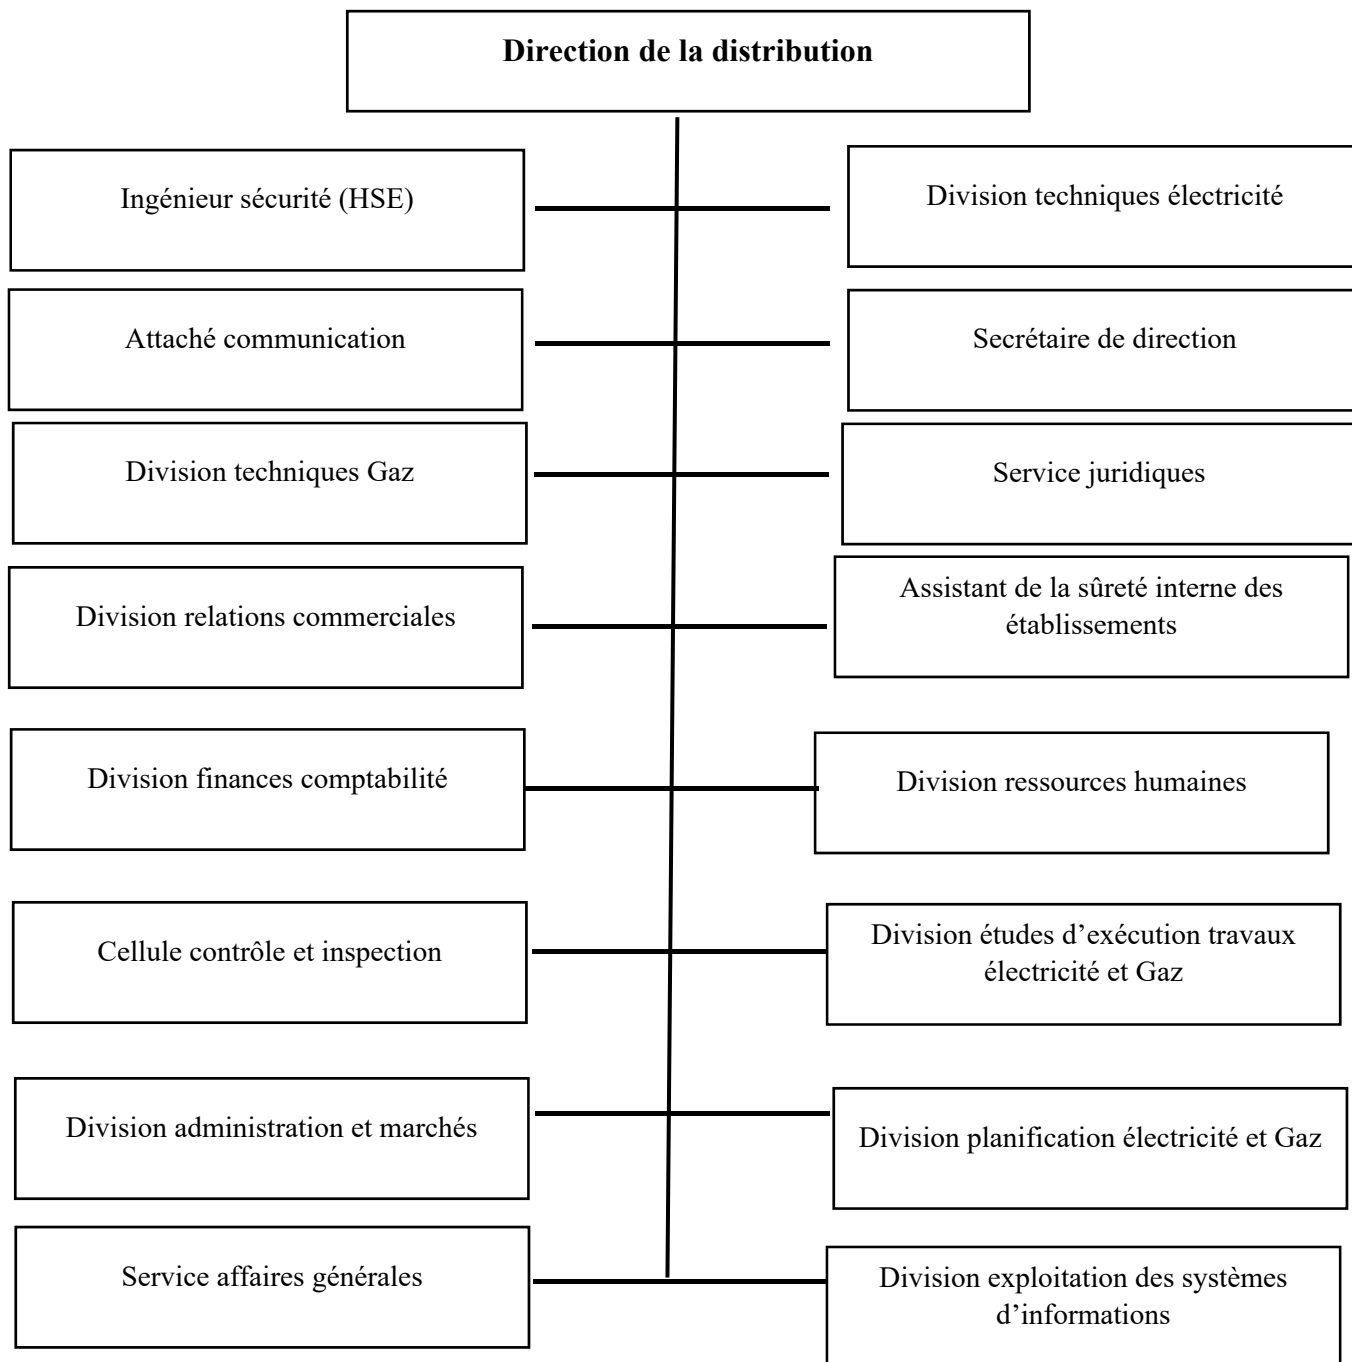 Direction de la distribution
Ingénieur sécurité (HSE)
Division techniques électricité
Attaché communication
Secrétaire de direction
Division techniques Gaz
Service juridiques
Division relations commerciales
Assistant de la sûreté interne des
établissements
Division finances comptabilité
Division ressources humaines
Cellule contrôle et inspection
Division études d’exécution travaux
électricité et Gaz
Division administration et marchés
Division planification électricité et Gaz
Service affaires générales
Division exploitation des systèmes
d’informations